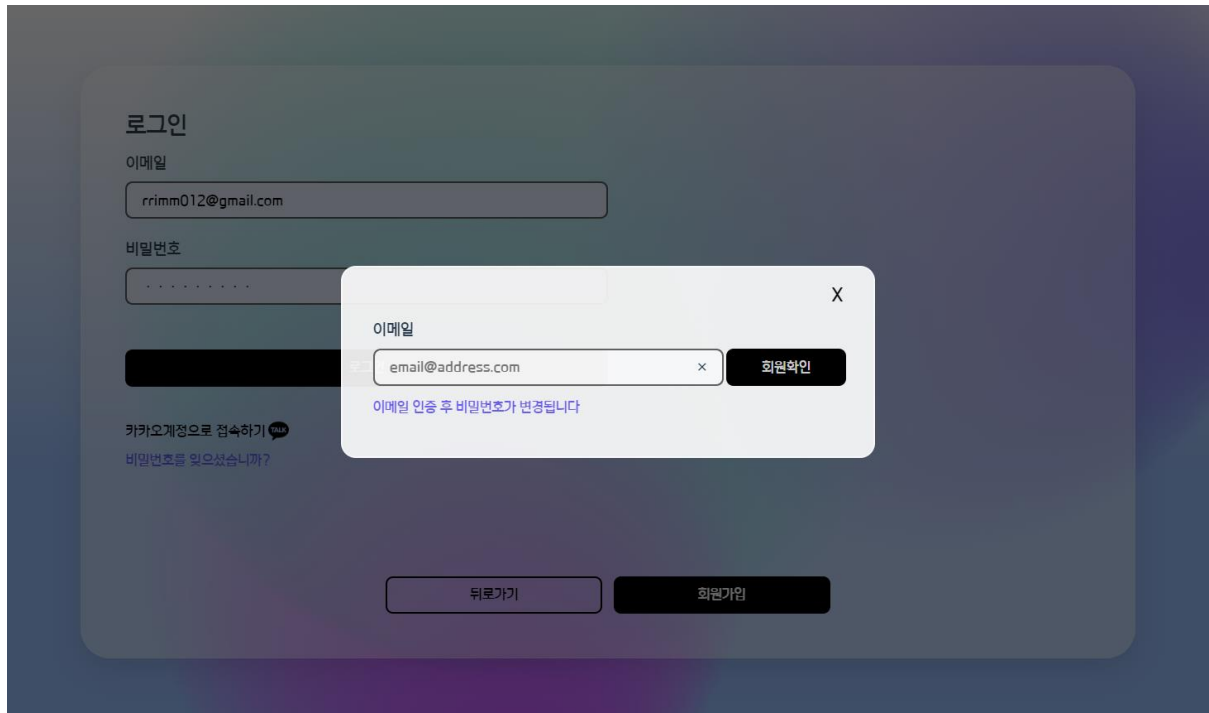 로그인
이메일
rrimm012@gmail.com
비밀번호
·········
X
이메일
email@address.com ×
회원확인
이메일 인증 후 비밀번호가 변경됩니다
카카오계정으로 접속하기 TALK
비밀번호를 잊으셨습니까?
뒤로가기
회원가입